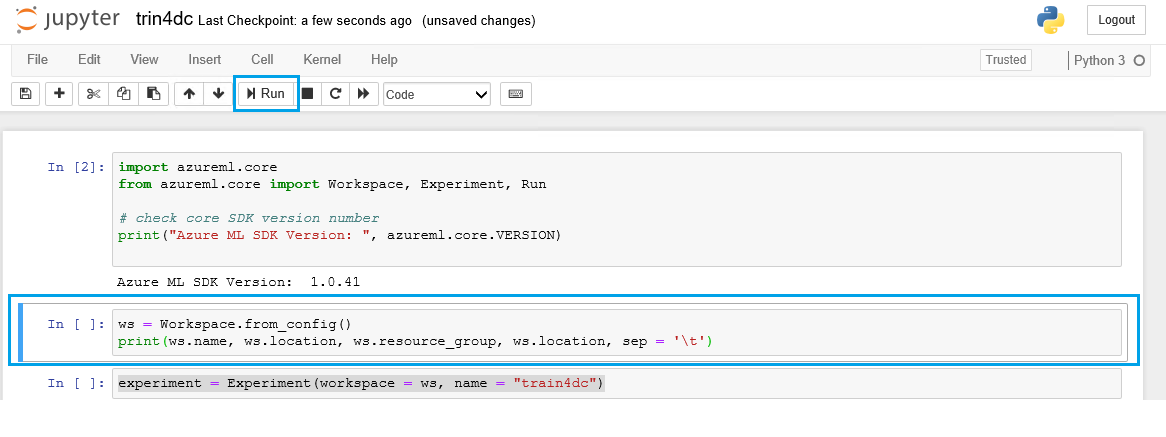 jupyter trin4dc Last Checkpoint: a few seconds ago (unsaved changes) Logout
File Edit View Insert Cell Kernel Help Trusted Python 3
Run Code
In [2]: import azureml.core
from azureml.core import Workspace, Experiment, Run
# check core SDK version number
print("Azure ML SDK Version: ", azureml.core.VERSION)
Azure ML SDK Version:  1.0.41
In [ ]: ws = Workspace.from_config()
print(ws.name, ws.location, ws.resource_group, ws.location, sep = '\t')
In [ ]: experiment = Experiment(workspace = ws, name = "train4dc")